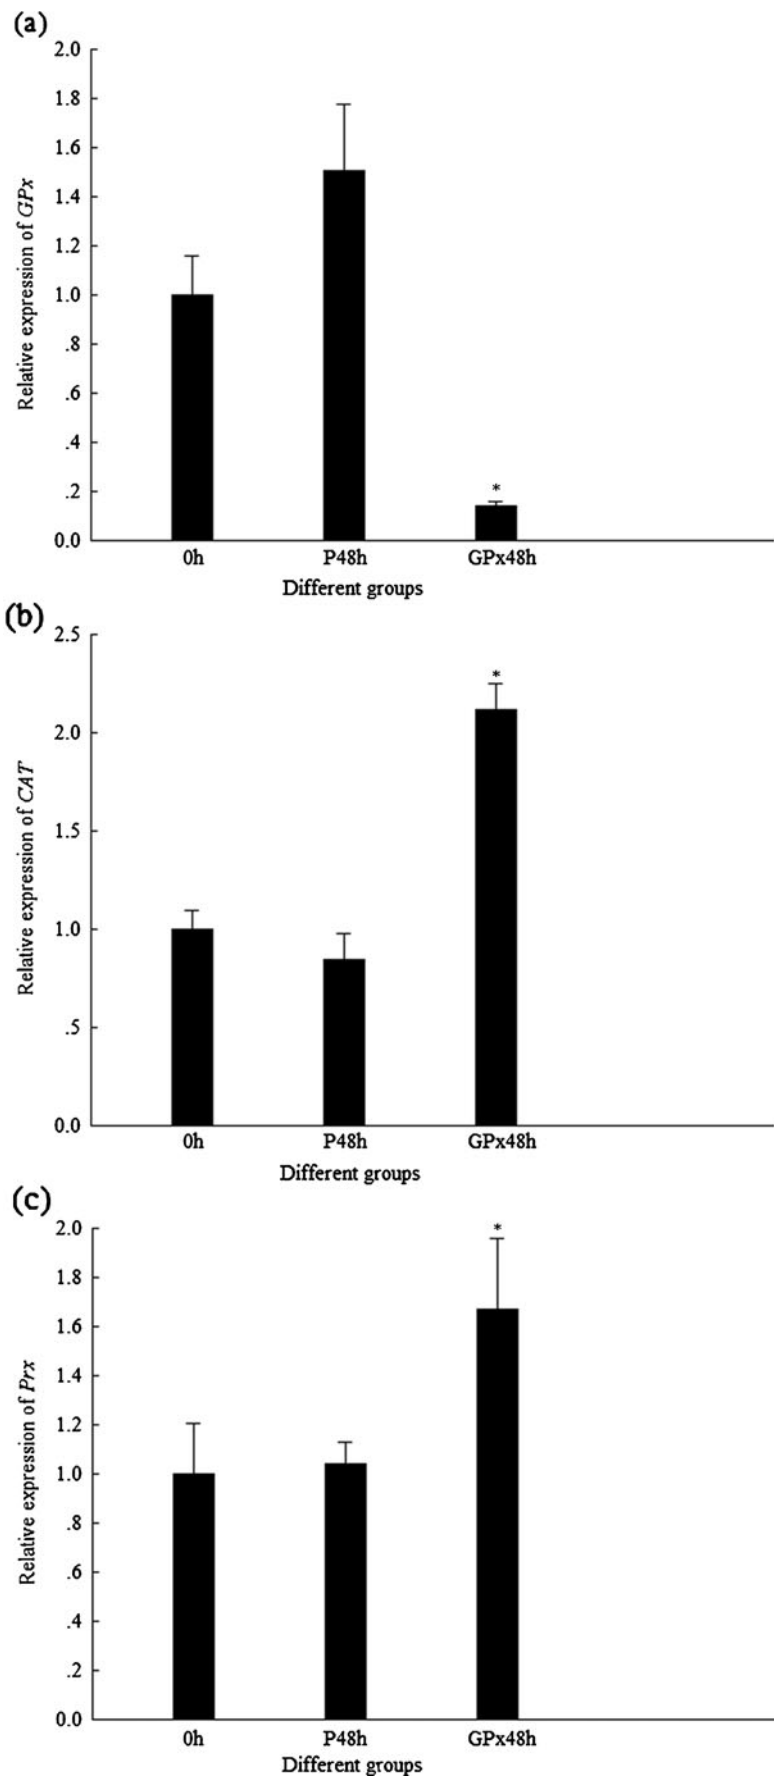 (a)
Relative expression of GPx
2.0
1.8
1.6
1.4
1.2
1.0
.8
.6
.4
.2
0.0
*
0h P48h GPx48h
Different groups
(b)
Relative expression of CAT
2.5
2.0
1.5
1.0
.5
0.0
*
0h P48h GPx48h
Different groups
(c)
Relative expression of Prx
2.0
1.8
1.6
1.4
1.2
1.0
.8
.6
.4
.2
0.0
*
0h P48h GPx48h
Different groups